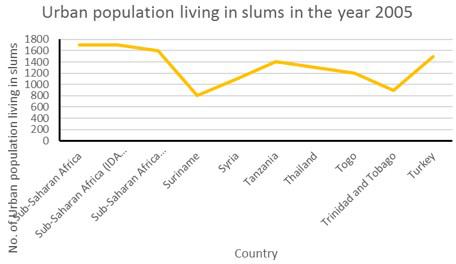 Urban population living in slums in the year 2005
No. of Urban population living in slums
1800
1600
1400
1200
1000
800
600
400
200
0
Sub-Saharan Africa
Sub-Saharan Africa (IDA...
Sub-Saharan Africa...
Suriname
Syria
Tanzania
Thailand
Togo
Trinidad and Tobago
Turkey
Country